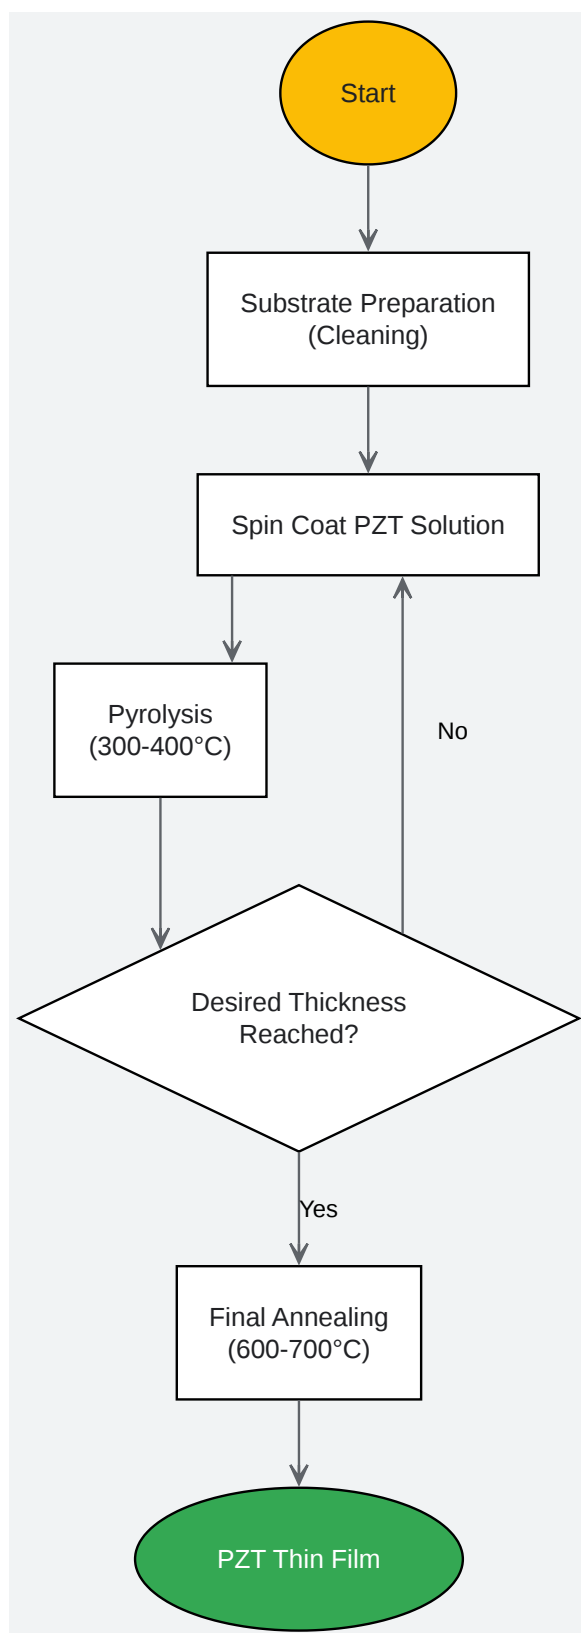 Start
Substrate Preparation
(Cleaning)
Spin Coat PZT Solution
Pyrolysis
(300-400°C)
No
Desired Thickness
Reached?
Yes
Final Annealing
(600-700°C)
PZT Thin Film